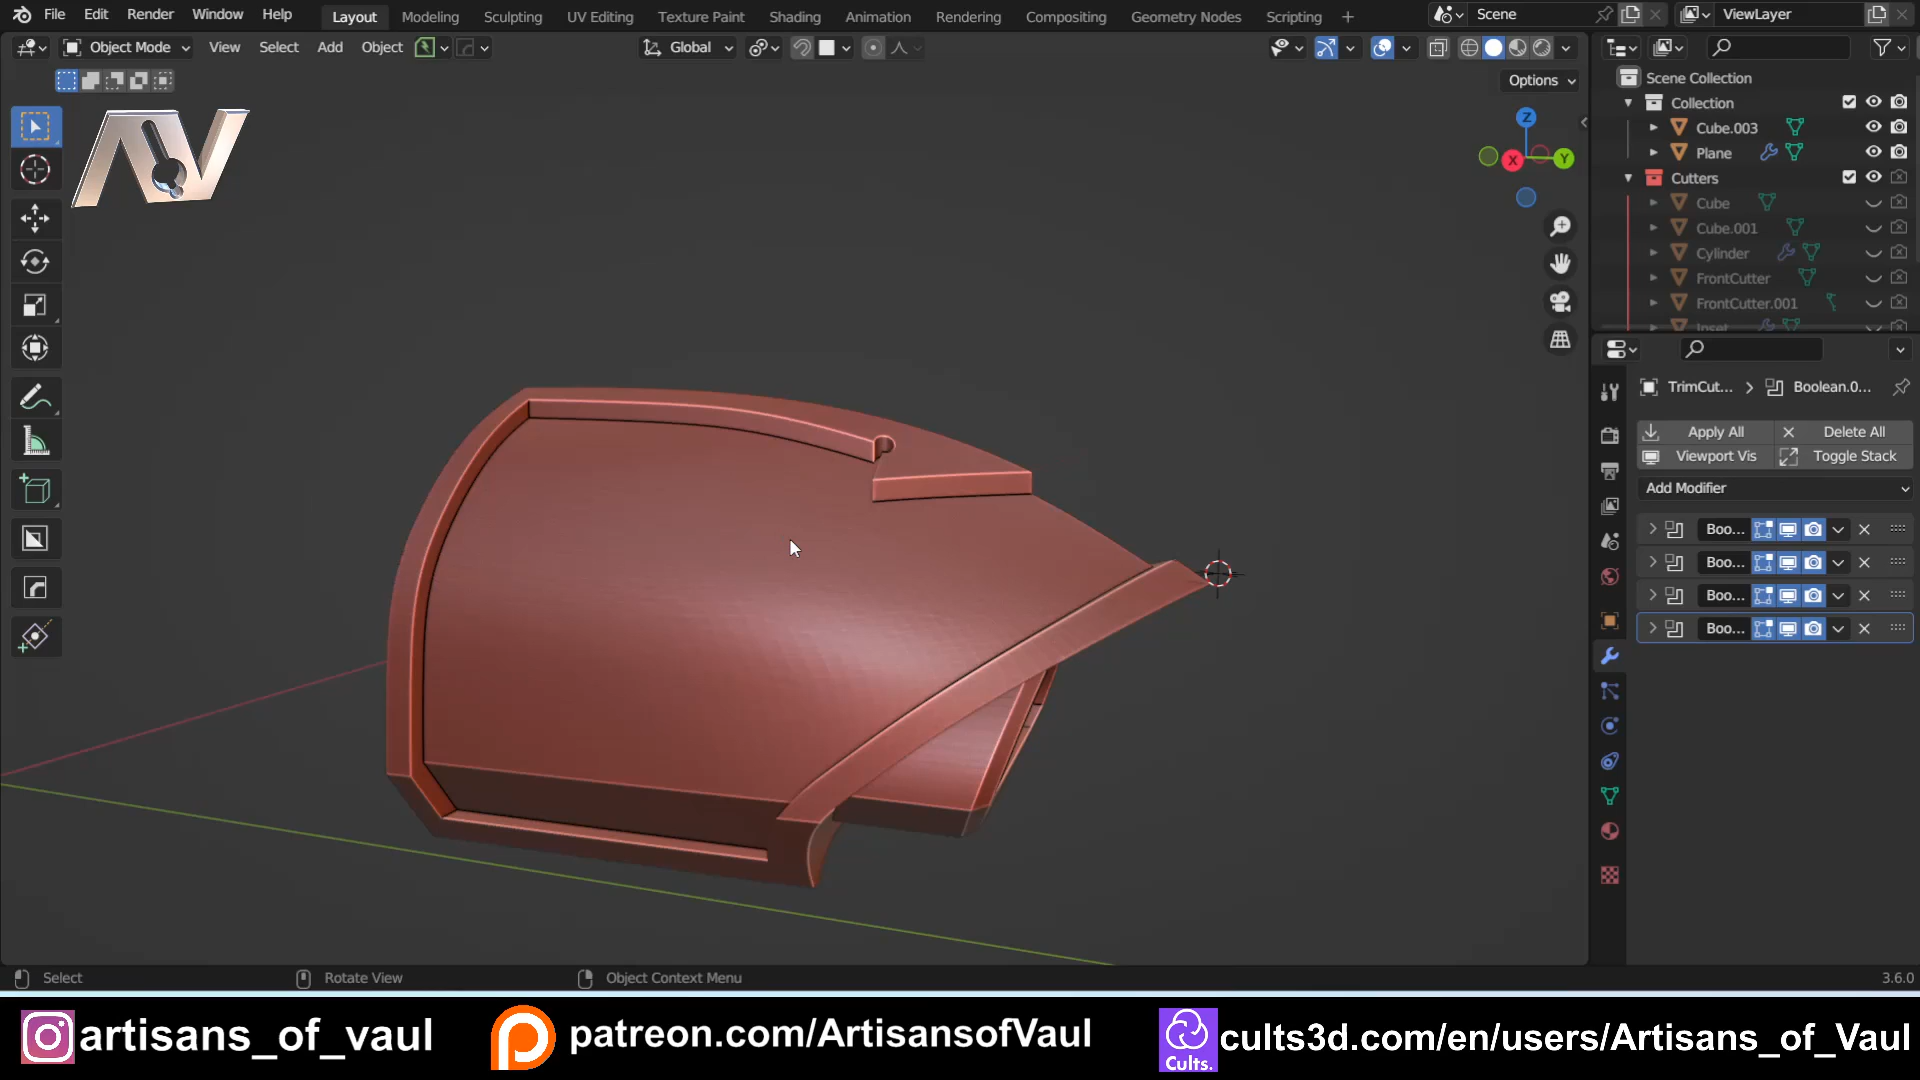 File Edit Render Window Help Layout Modeling Sculpting UV Editing Texture Paint Shading Animation Rendering Compositing Geometry Nodes Scripting + Scene ViewLayer
Object Mode View Select Add Object Global
Options
Scene Collection
Collection
Cube.003
Plane
Cutters
Cube
Cube.001
Cylinder
FrontCutter
FrontCutter.001
Inset
Z
X
Y
AV
TrimCut... > Boolean.0...
Apply All Delete All
Viewport Vis Toggle Stack
Add Modifier
Boo...
Boo...
Boo...
Boo...
Select Rotate View Object Context Menu 3.6.0
artisans_of_vaul patreon.com/ArtisansofVaul Cults. cults3d.com/en/users/Artisans_of_Vaul